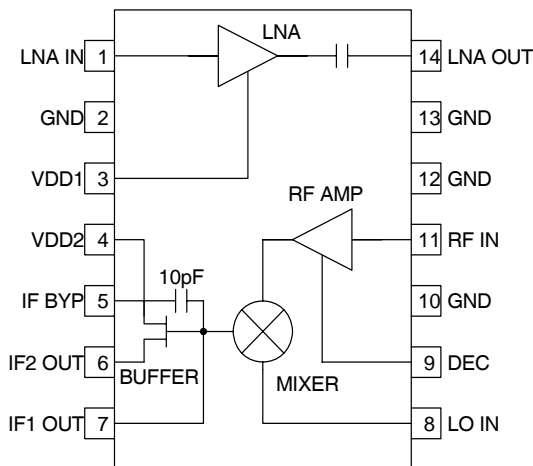 LNA
LNA IN 1
14 LNA OUT
GND 2
13 GND
VDD1 3
12 GND
RF AMP
VDD2 4
11 RF IN
10pF
IF BYP 5
10 GND
IF2 OUT 6
BUFFER
MIXER
9 DEC
IF1 OUT 7
8 LO IN